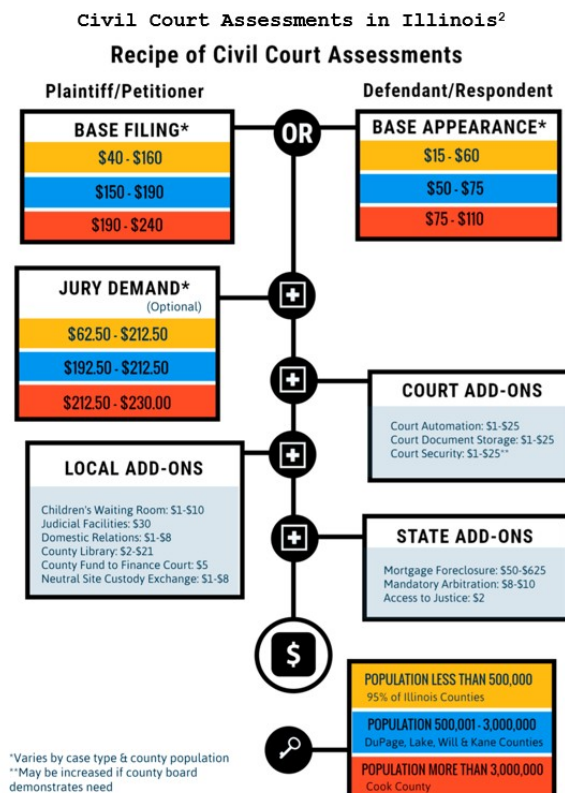 Civil Court Assessments in Illinois²
Recipe of Civil Court Assessments
Plaintiff/Petitioner
Defendant/Respondent
BASE FILING*
$40 - $160
$150 - $190
$190 - $240
OR
BASE APPEARANCE*
$15 - $60
$50 - $75
$75 - $110
JURY DEMAND*
(Optional)
$62.50 - $212.50
$192.50 - $212.50
$212.50 - $230.00
COURT ADD-ONS
Court Automation: $1-$25
Court Document Storage: $1-$25
Court Security: $1-$25**
LOCAL ADD-ONS
Children's Waiting Room: $1-$10
Judicial Facilities: $30
Domestic Relations: $1-$8
County Library: $2-$21
County Fund to Finance Court: $5
Neutral Site Custody Exchange: $1-$8
STATE ADD-ONS
Mortgage Foreclosure: $50-$625
Mandatory Arbitration: $8-$10
Access to Justice: $2
$
POPULATION LESS THAN 500,000
95% of Illinois Counties
POPULATION 500,001 - 3,000,000
DuPage, Lake, Will & Kane Counties
POPULATION MORE THAN 3,000,000
Cook County
*Varies by case type & county population
**May be increased if county board
demonstrates need